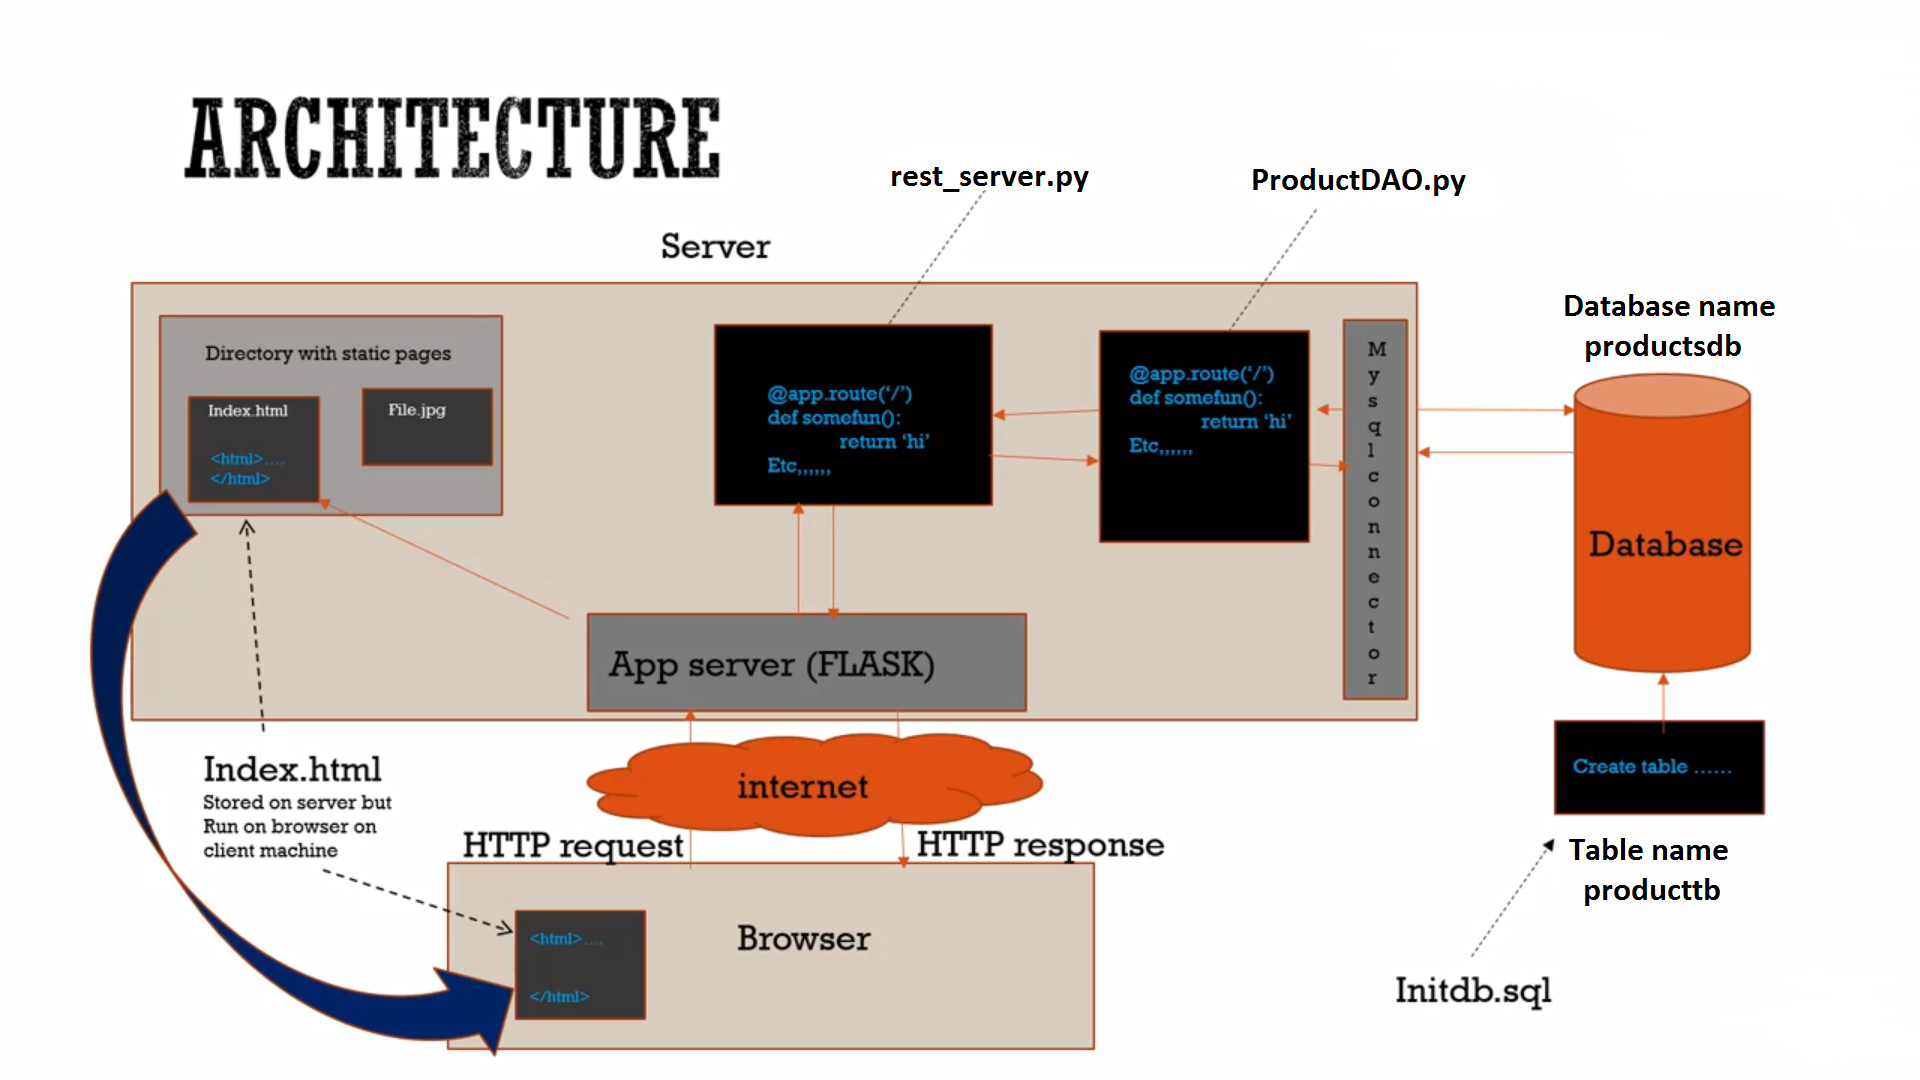 ARCHITECTURE
rest_server.py
ProductDAO.py
Server
Database name
productsdb
Directory with static pages
Index.html
<html>....
</html>
File.jpg
@app.route(‘/’)
def somefun():
return ‘hi’
Etc,,,,,,
@app.route(‘/’)
def somefun():
return ‘hi’
Etc,,,,,,
Mysqlconnector
Database
App server (FLASK)
internet
Create table ......
Index.html
Stored on server but
Run on browser on
client machine
HTTP request
HTTP response
Table name
producttb
Browser
<html>....
</html>
Initdb.sql